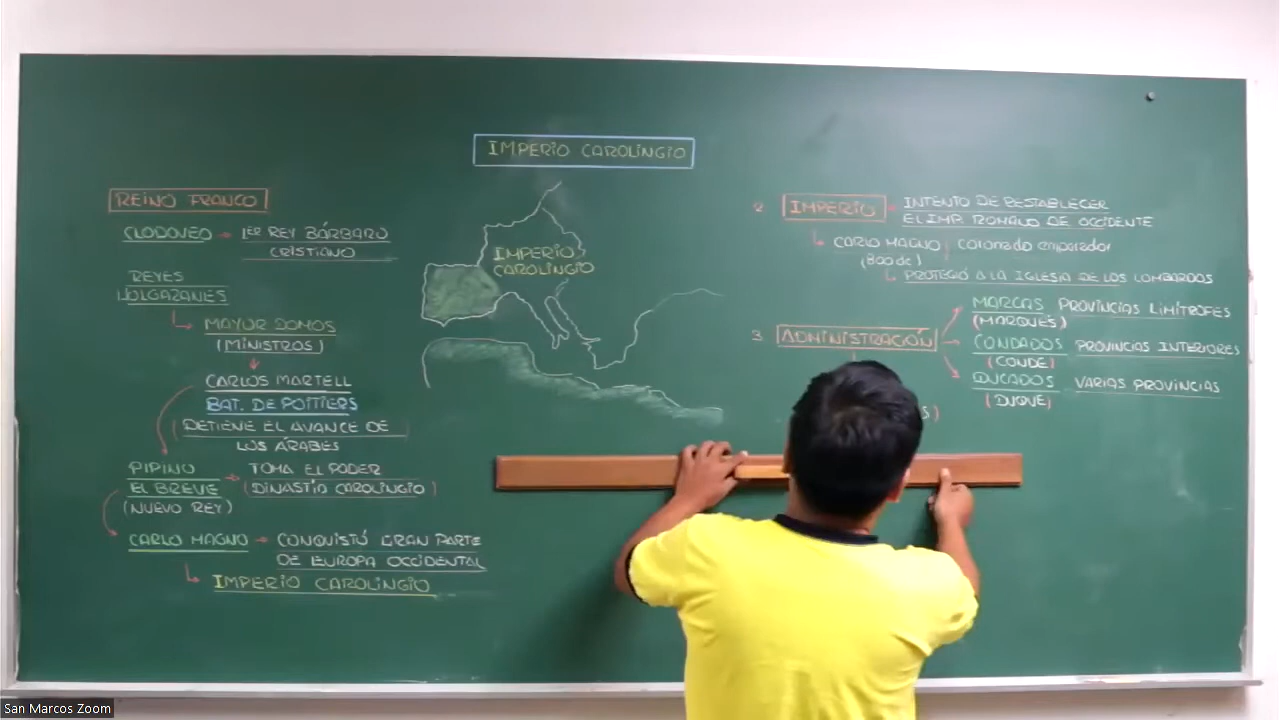 IMPERIO CAROLINGIO
REINO FRANCO
CLODOVEO
1ER REY BÁRBARO
CRISTIANO
REYES
HOLGAZANES
MAYOR DOMOS
(MINISTROS)
CARLOS MARTELL
BAT. DE POITIERS
(DETIENE EL AVANCE DE
LOS ÁRABES
PIPINO
EL BREVE
(NUEVO REY)
TOMA EL PODER
(DINASTÍA CAROLINGIO)
CARLO MAGNO
CONQUISTÓ GRAN PARTE
DE EUROPA OCCIDENTAL
IMPERIO CAROLINGIO
IMPERIO
CAROLINGIO
2 IMPERIO
INTENTO DE RESTABLECER
EL IMP. ROMANO DE OCCIDENTE
CARLO MAGNO coronado emperador
(800 dc)
PROTEGIÓ A LA IGLESIA DE LOS LOMBARDOS
3 ADMINISTRACIÓN
MARCAS PROVINCIAS LIMÍTROFES
(MARQUÉS)
CONDADOS PROVINCIAS INTERIORES
(CONDE)
DUCADOS VARIAS PROVINCIAS
(DUQUE)
San Marcos Zoom